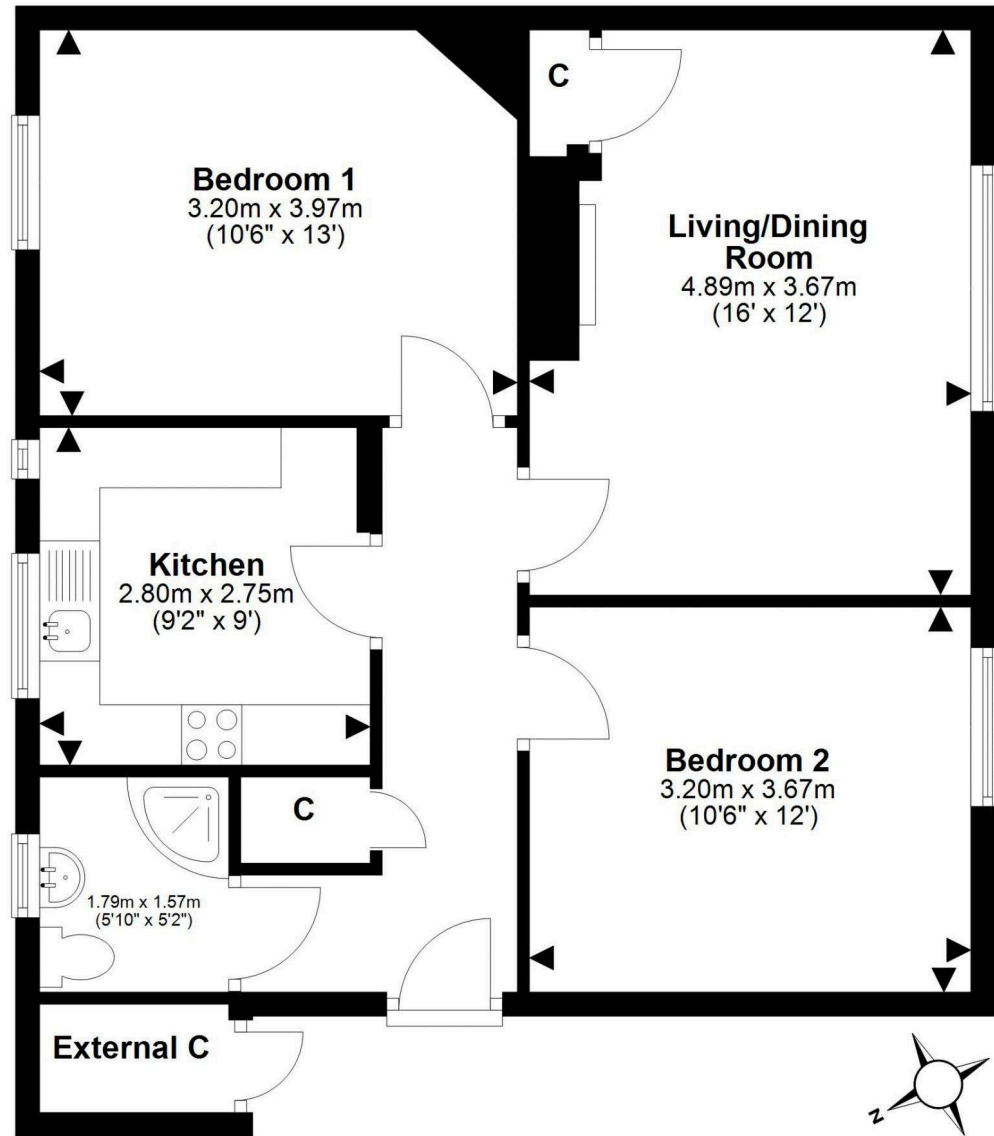 Bedroom 1
3.20m x 3.97m
(10'6" x 13')
C
Living/Dining
Room
4.89m x 3.67m
(16' x 12')
Kitchen
2.80m x 2.75m
(9'2" x 9')
Bedroom 2
3.20m x 3.67m
(10'6" x 12')
C
1.79m x 1.57m
(5'10" x 5'2")
External C
N